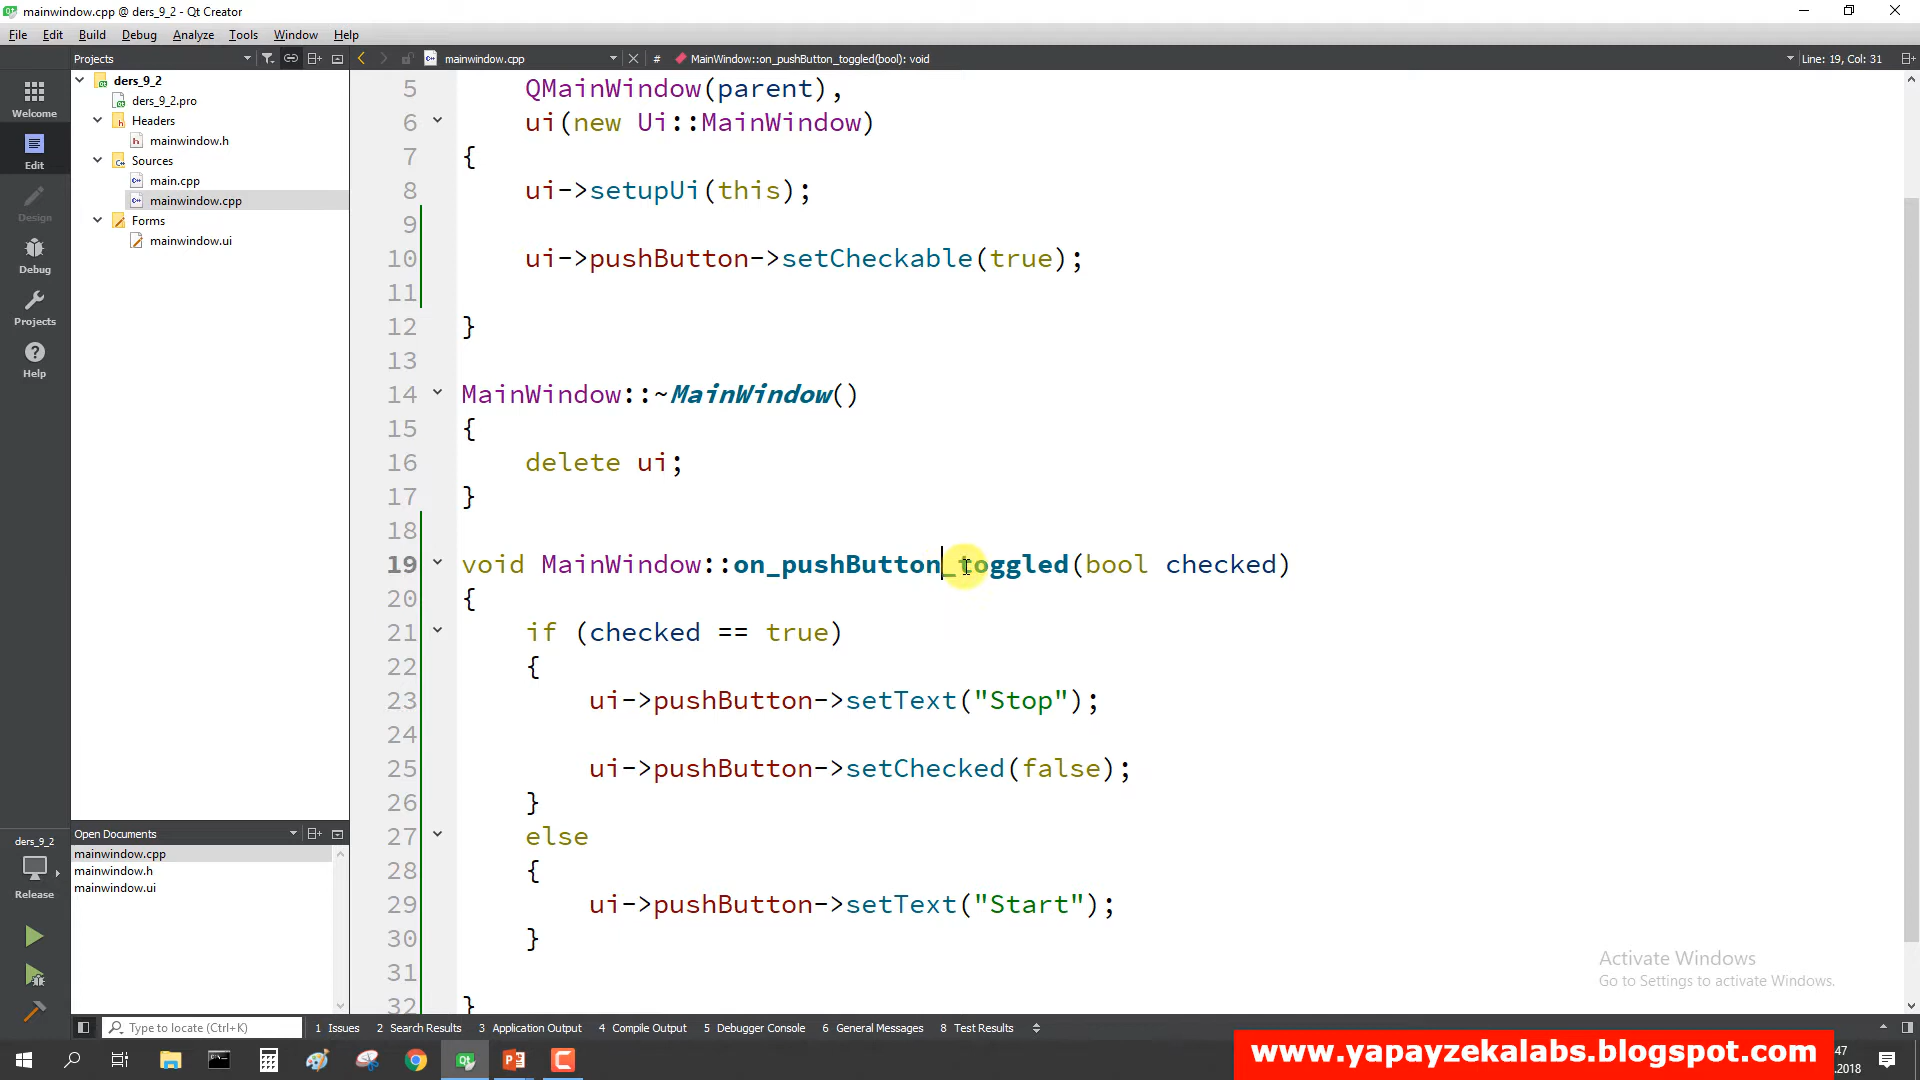 mainwindow.cpp @ ders_9_2 - Qt Creator
File Edit Build Debug Analyze Tools Window Help
Projects mainwindow.cpp # MainWindow::on_pushButton_toggled(bool): void Line: 19, Col: 31
Welcome
Edit
Design
Debug
Projects
Help
ders_9_2
Release
ders_9_2
ders_9_2.pro
Headers
mainwindow.h
Sources
main.cpp
mainwindow.cpp
Forms
mainwindow.ui
Open Documents
mainwindow.cpp
mainwindow.h
mainwindow.ui
5 QMainWindow(parent),
6 ui(new Ui::MainWindow)
7 {
8 ui->setupUi(this);
9
10 ui->pushButton->setCheckable(true);
11
12 }
13
14 MainWindow::~MainWindow()
15 {
16 delete ui;
17 }
18
19 void MainWindow::on_pushButton_toggled(bool checked)
20 {
21 if (checked == true)
22 {
23 ui->pushButton->setText("Stop");
24
25 ui->pushButton->setChecked(false);
26 }
27 else
28 {
29 ui->pushButton->setText("Start");
30 }
31
32 }
Activate Windows
Go to Settings to activate Windows.
Type to locate (Ctrl+K) 1 Issues 2 Search Results 3 Application Output 4 Compile Output 5 Debugger Console 6 General Messages 8 Test Results
www.yapayzekalabs.blogspot.com
47
.2018